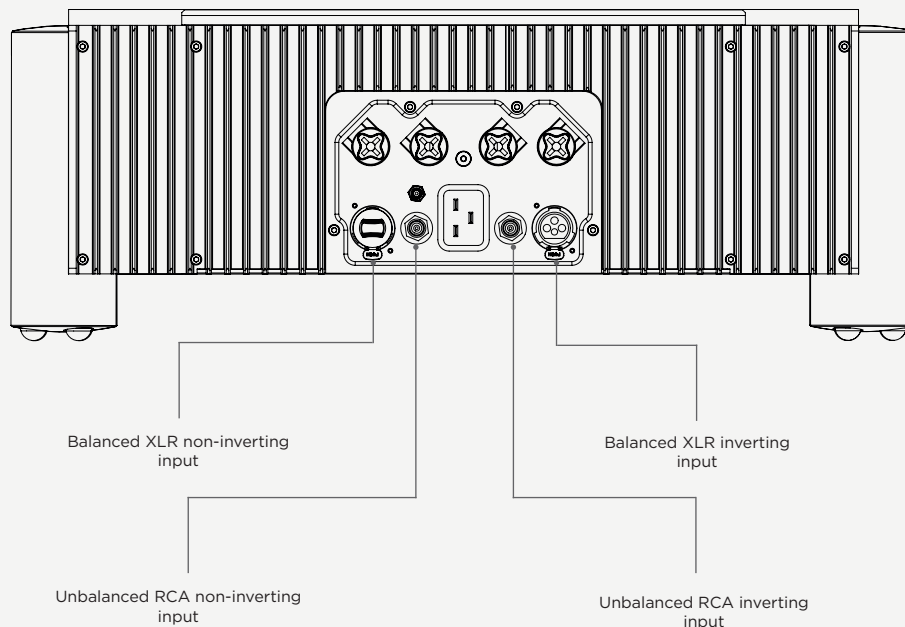 Balanced XLR non-inverting
input
Balanced XLR inverting
input
Unbalanced RCA non-inverting
input
Unbalanced RCA inverting
input